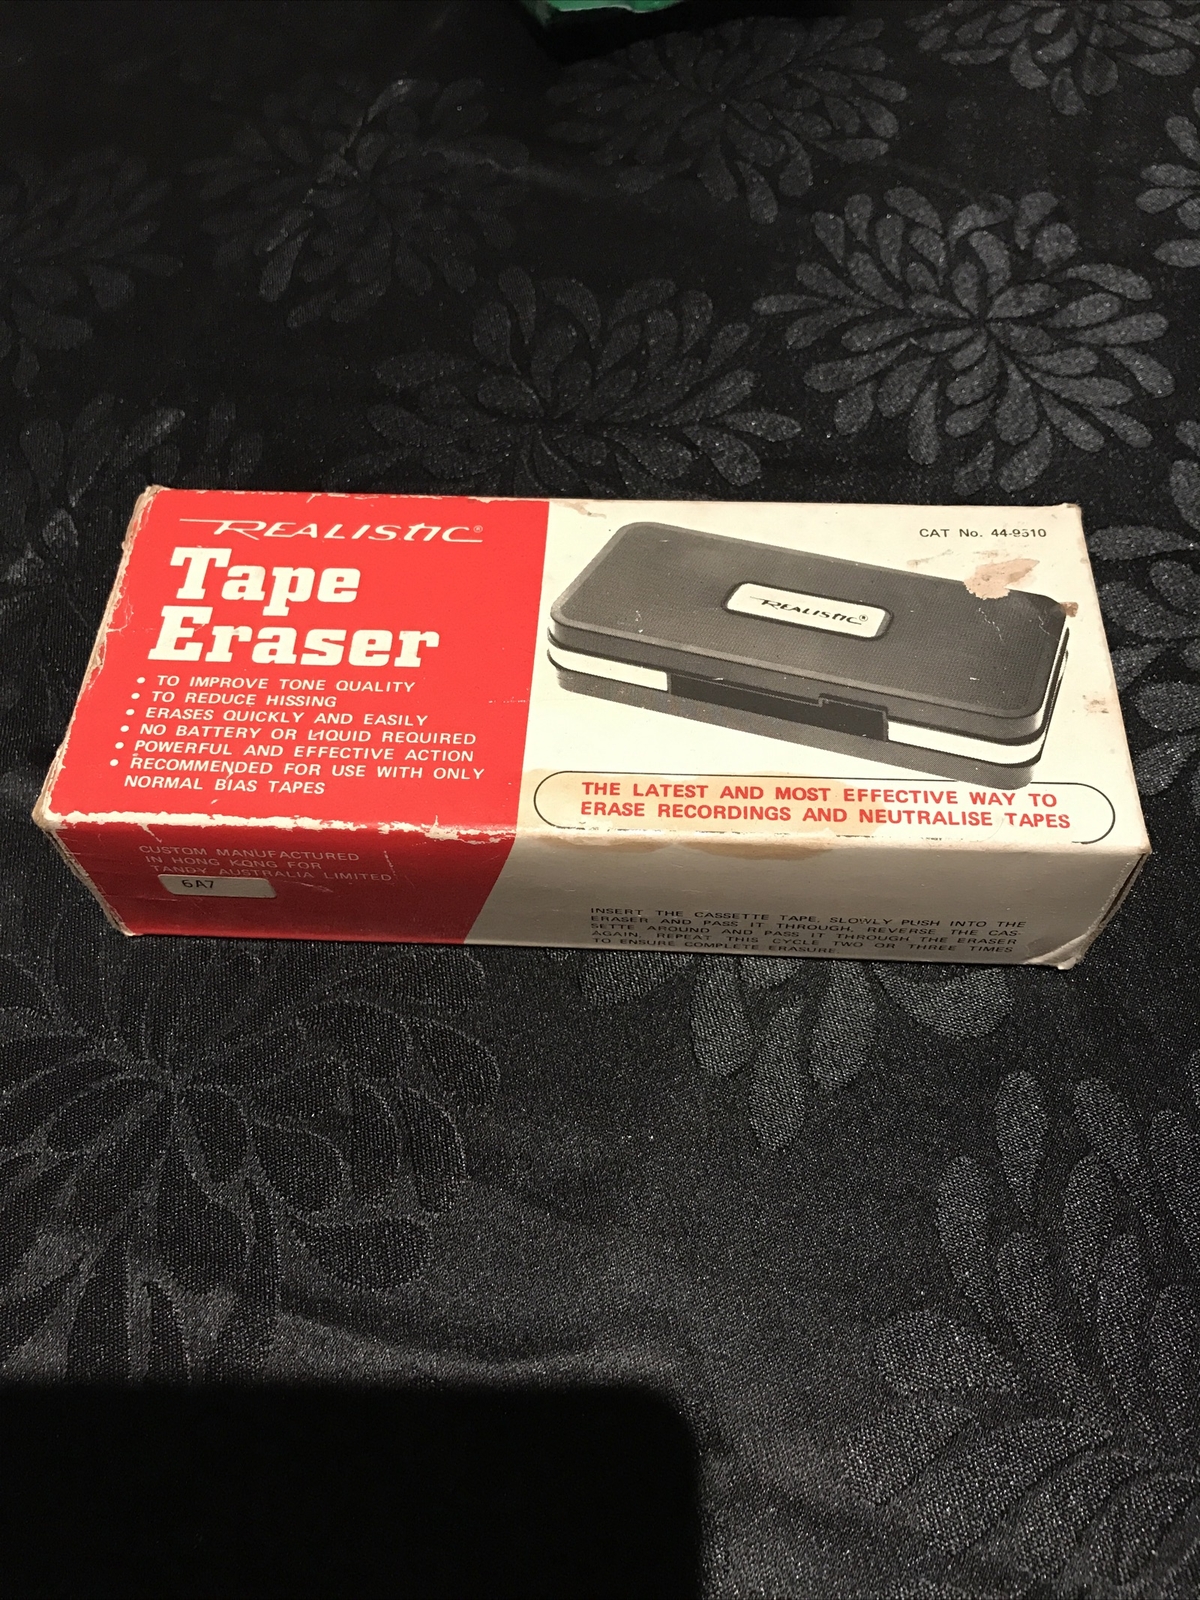 REALISTIC®
Tape
Eraser
• TO IMPROVE TONE QUALITY
• TO REDUCE HISSING
• ERASES QUICKLY AND EASILY
• NO BATTERY OR LIQUID REQUIRED
• POWERFUL AND EFFECTIVE ACTION
• RECOMMENDED FOR USE WITH ONLY
NORMAL BIAS TAPES
CAT No. 44-9510
REALISTIC®
THE LATEST AND MOST EFFECTIVE WAY TO
ERASE RECORDINGS AND NEUTRALISE TAPES
CUSTOM MANUFACTURED
IN HONG KONG FOR
TANDY AUSTRALIA LIMITED
6A7
INSERT THE CASSETTE TAPE, SLOWLY PUSH INTO THE
ERASER AND PASS IT THROUGH, REVERSE THE CAS-
SETTE AROUND AND PASS IT THROUGH THE ERASER
AGAIN, REPEAT THIS CYCLE TWO OR THREE TIMES
TO ENSURE COMPLETE ERASURE.